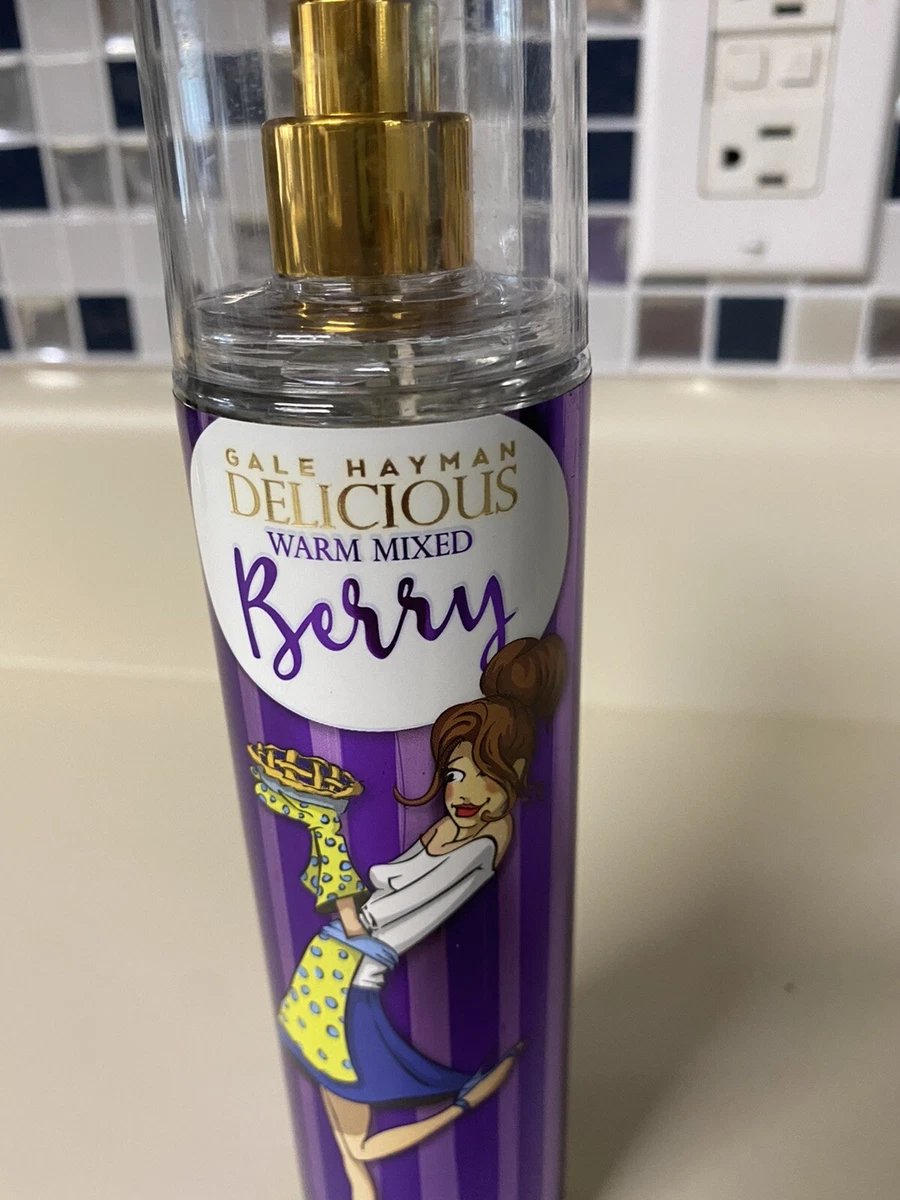 GALE HAYMAN
DELICIOUS
WARM MIXED
Berry